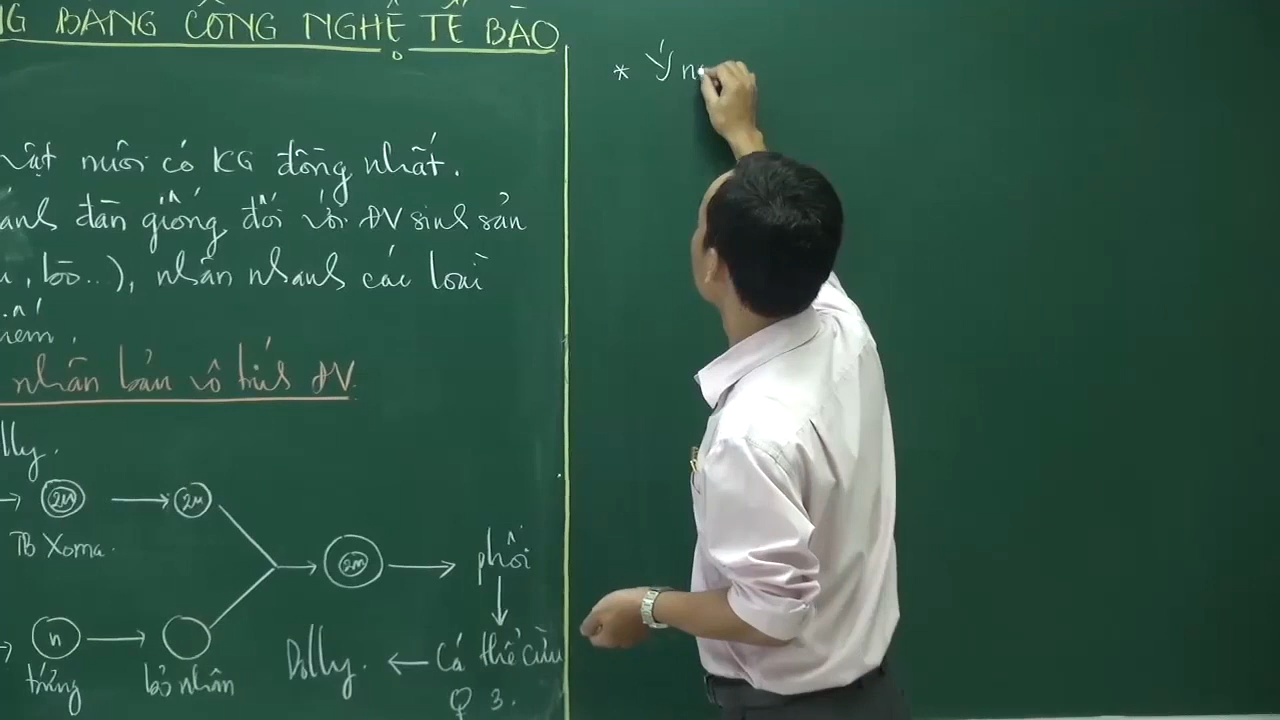 G BẰNG CÔNG NGHỆ TẾ BÀO
vật nuôi có KG đồng nhất.
anh đàn giống đối với ĐV sinh sản
, bò...), nhân nhanh các loài
iếm.
nhân bản vô tính ĐV.
lly.
2n → 2n
TB Xoma.
2n → phôi
n →
trứng bỏ nhân
Dolly. ← Cá thể cừu
♀ 3.
* Ý n